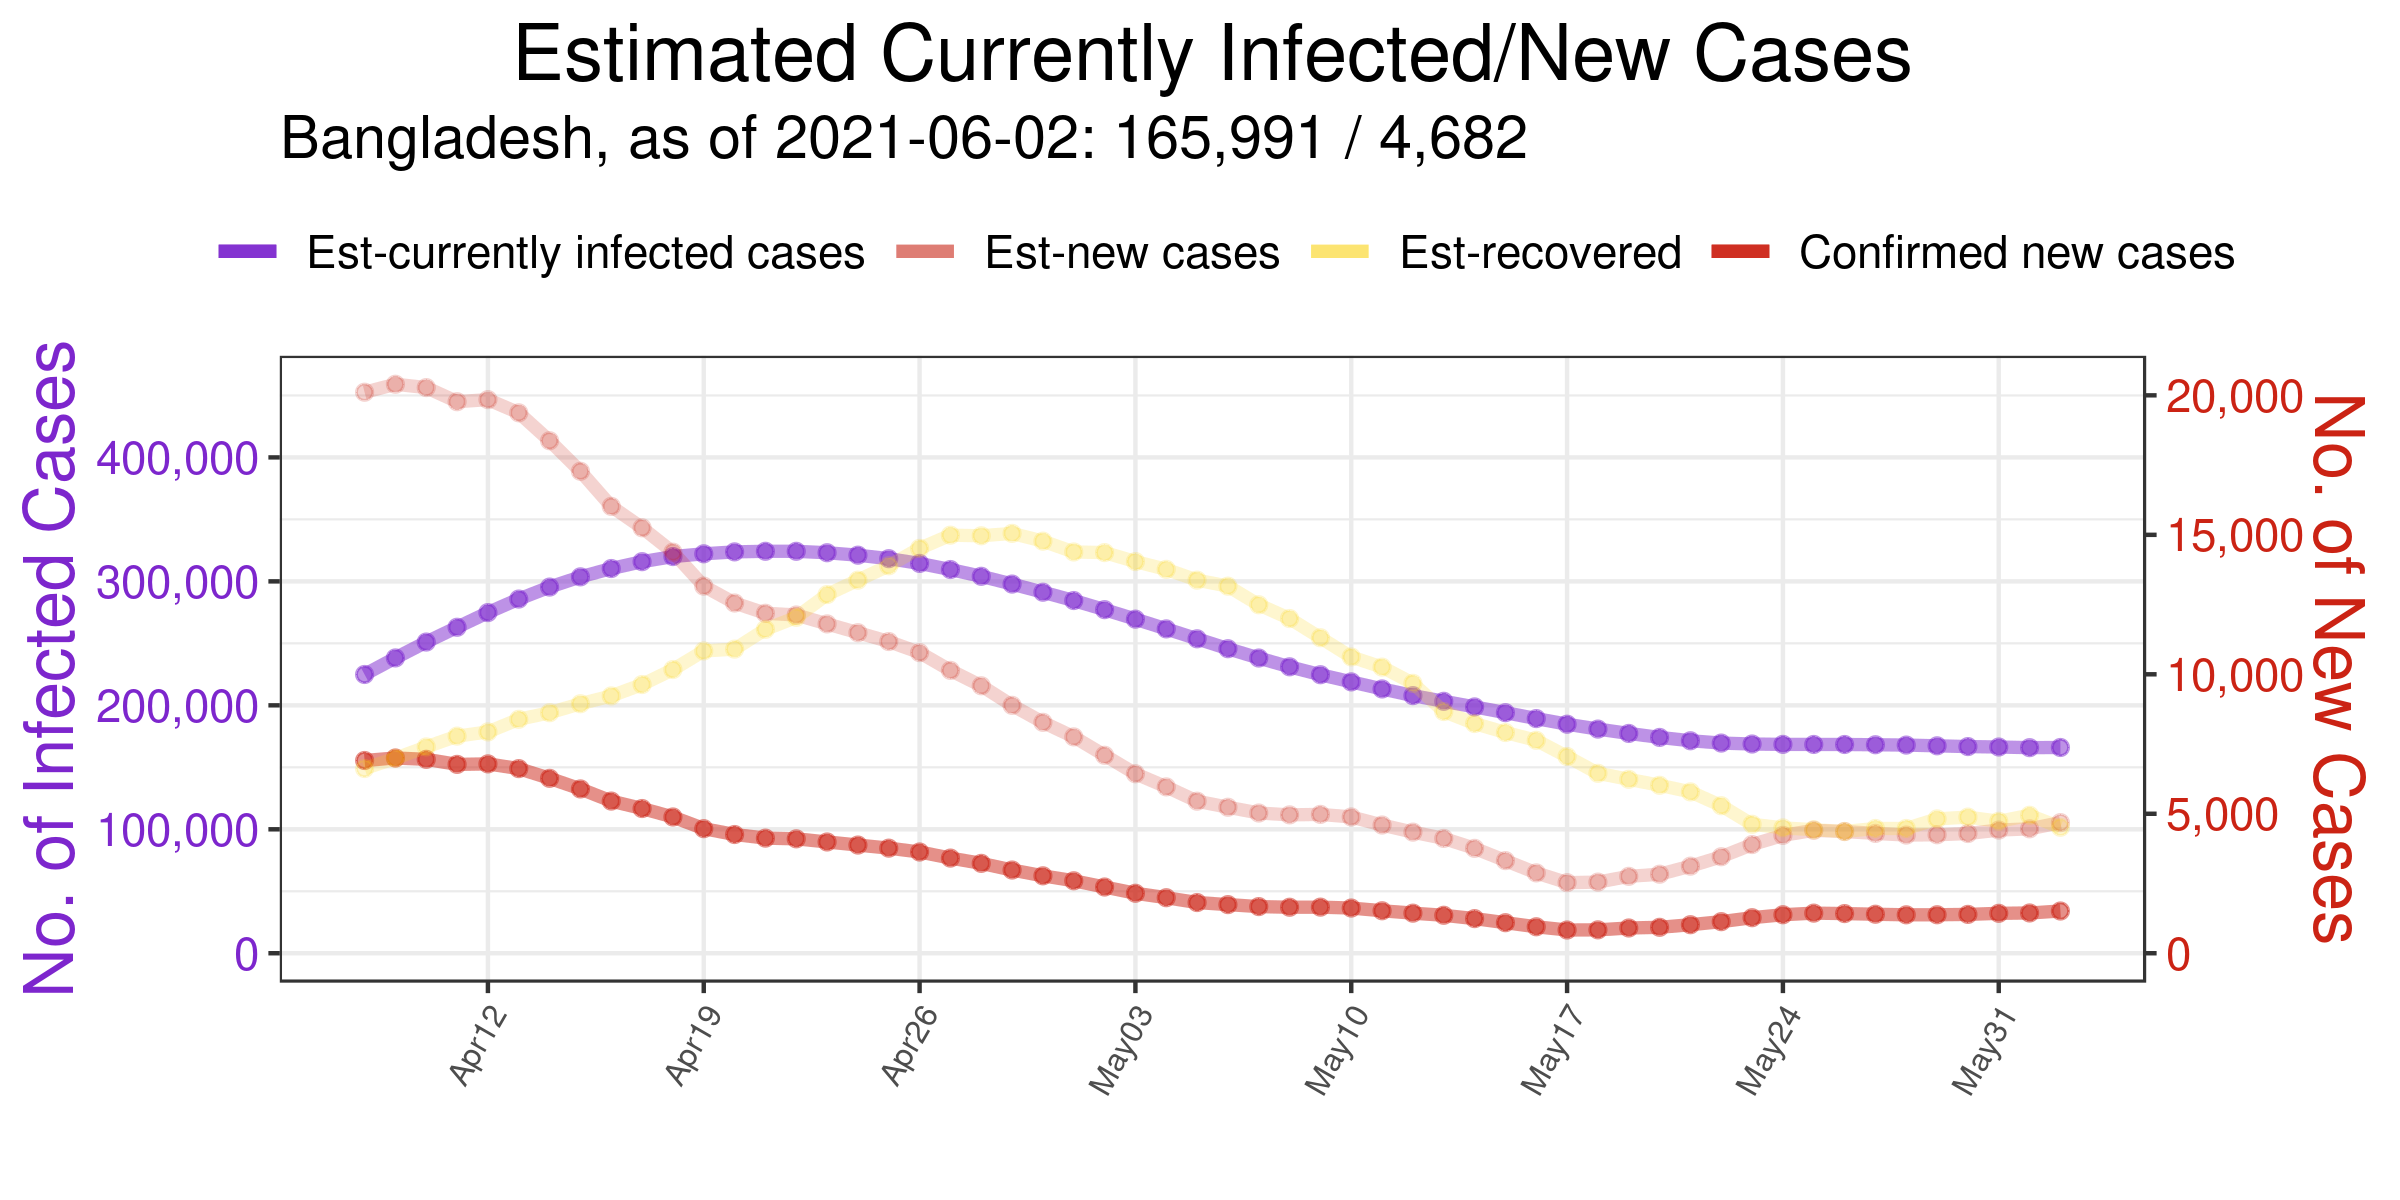 Estimated Currently Infected/New Cases
Bangladesh, as of 2021-06-02: 165,991 / 4,682
Est-currently infected cases Est-new cases Est-recovered Confirmed new cases
No. of Infected Cases
400,000
300,000
200,000
100,000
0
20,000
15,000
10,000
5,000
0
No. of New Cases
Apr12 Apr19 Apr26 May03 May10 May17 May24 May31